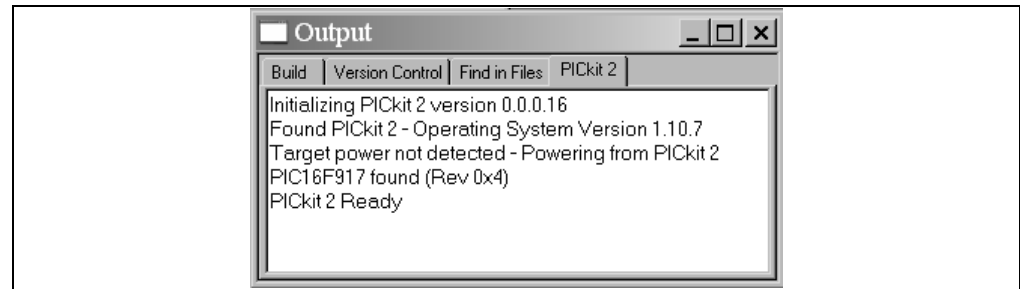 Output
Build Version Control Find in Files PICkit 2
Initializing PICkit 2 version 0.0.0.16
Found PICkit 2 - Operating System Version 1.10.7
Target power not detected - Powering from PICkit 2
PIC16F917 found (Rev 0x4)
PICkit 2 Ready